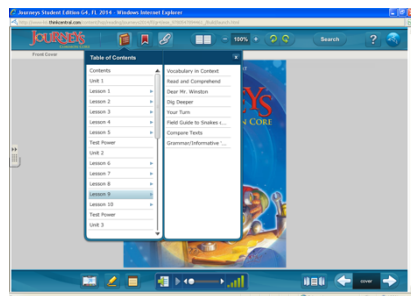 Journeys Student Edition G4, FL 2014 - Windows Internet Explorer
JOURNEYS
100%
Search
?
Front Cover
Table of Contents
x
Contents
Unit 1
Lesson 1
Lesson 2
Lesson 3
Lesson 4
Lesson 5
Test Power
Unit 2
Lesson 6
Lesson 7
Lesson 8
Lesson 9
Lesson 10
Test Power
Unit 3
Vocabulary in Context
Read and Comprehend
Dear Mr. Winston
Dig Deeper
Your Turn
Field Guide to Snakes c...
Compare Texts
Grammar/Informative '...
YS
N CORE
cover